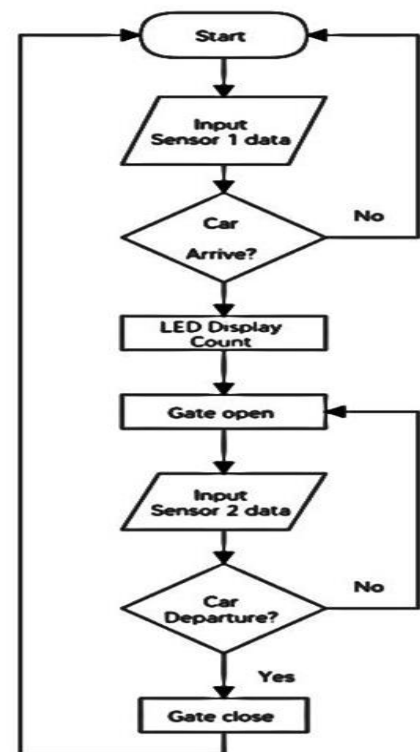 Start
Input
Sensor 1 data
Car
Arrive?
No
LED Display
Count
Gate open
Input
Sensor 2 data
Car
Departure?
No
Yes
Gate close